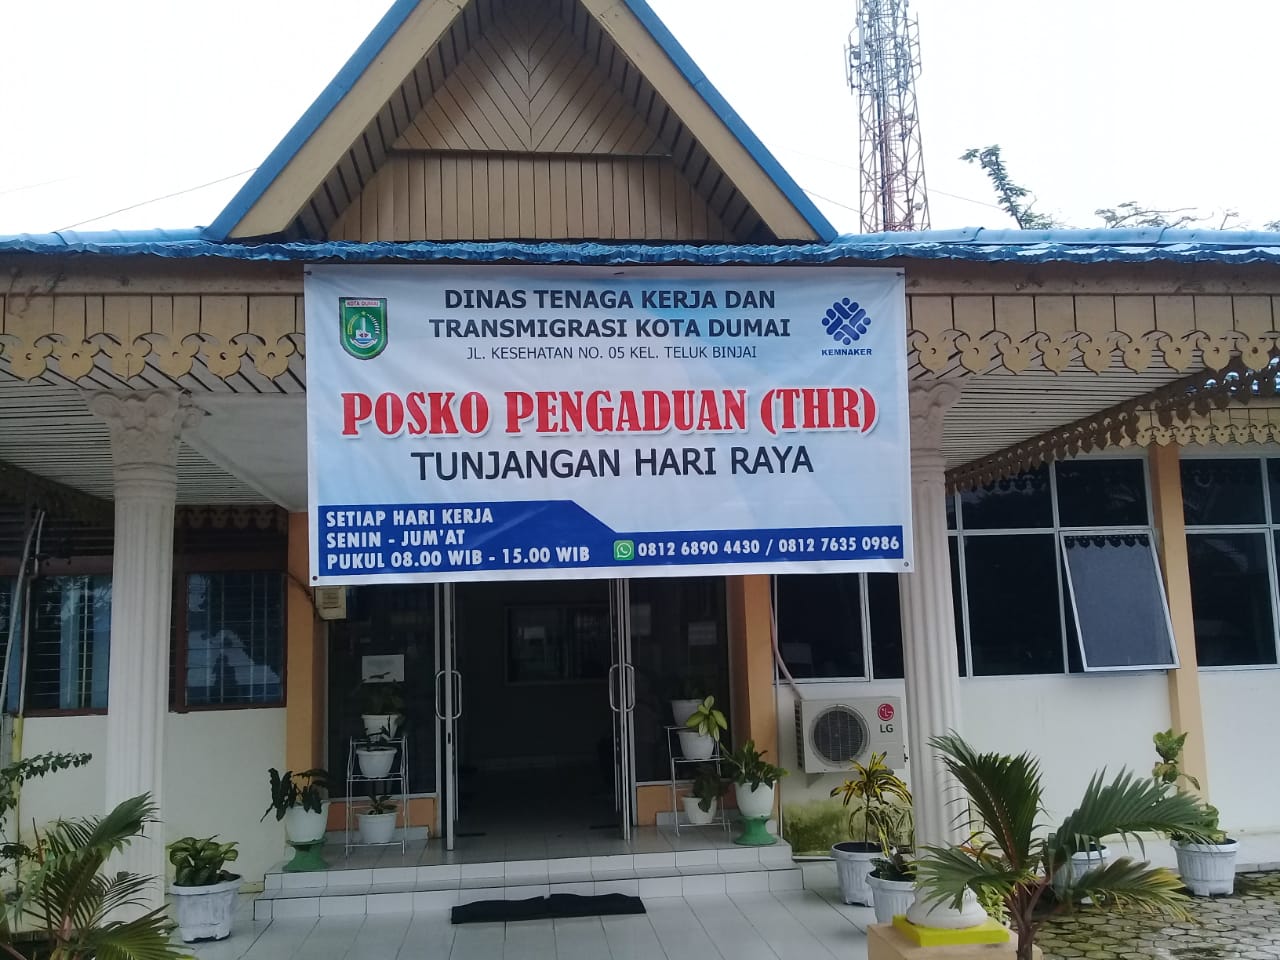 KOTA DUMAI
DINAS TENAGA KERJA DAN
TRANSMIGRASI KOTA DUMAI
JL. KESEHATAN NO. 05 KEL. TELUK BINJAI
KEMNAKER
POSKO PENGADUAN (THR)
TUNJANGAN HARI RAYA
SETIAP HARI KERJA
SENIN - JUM'AT
PUKUL 08.00 WIB - 15.00 WIB
0812 6890 4430 / 0812 7635 0986
LG